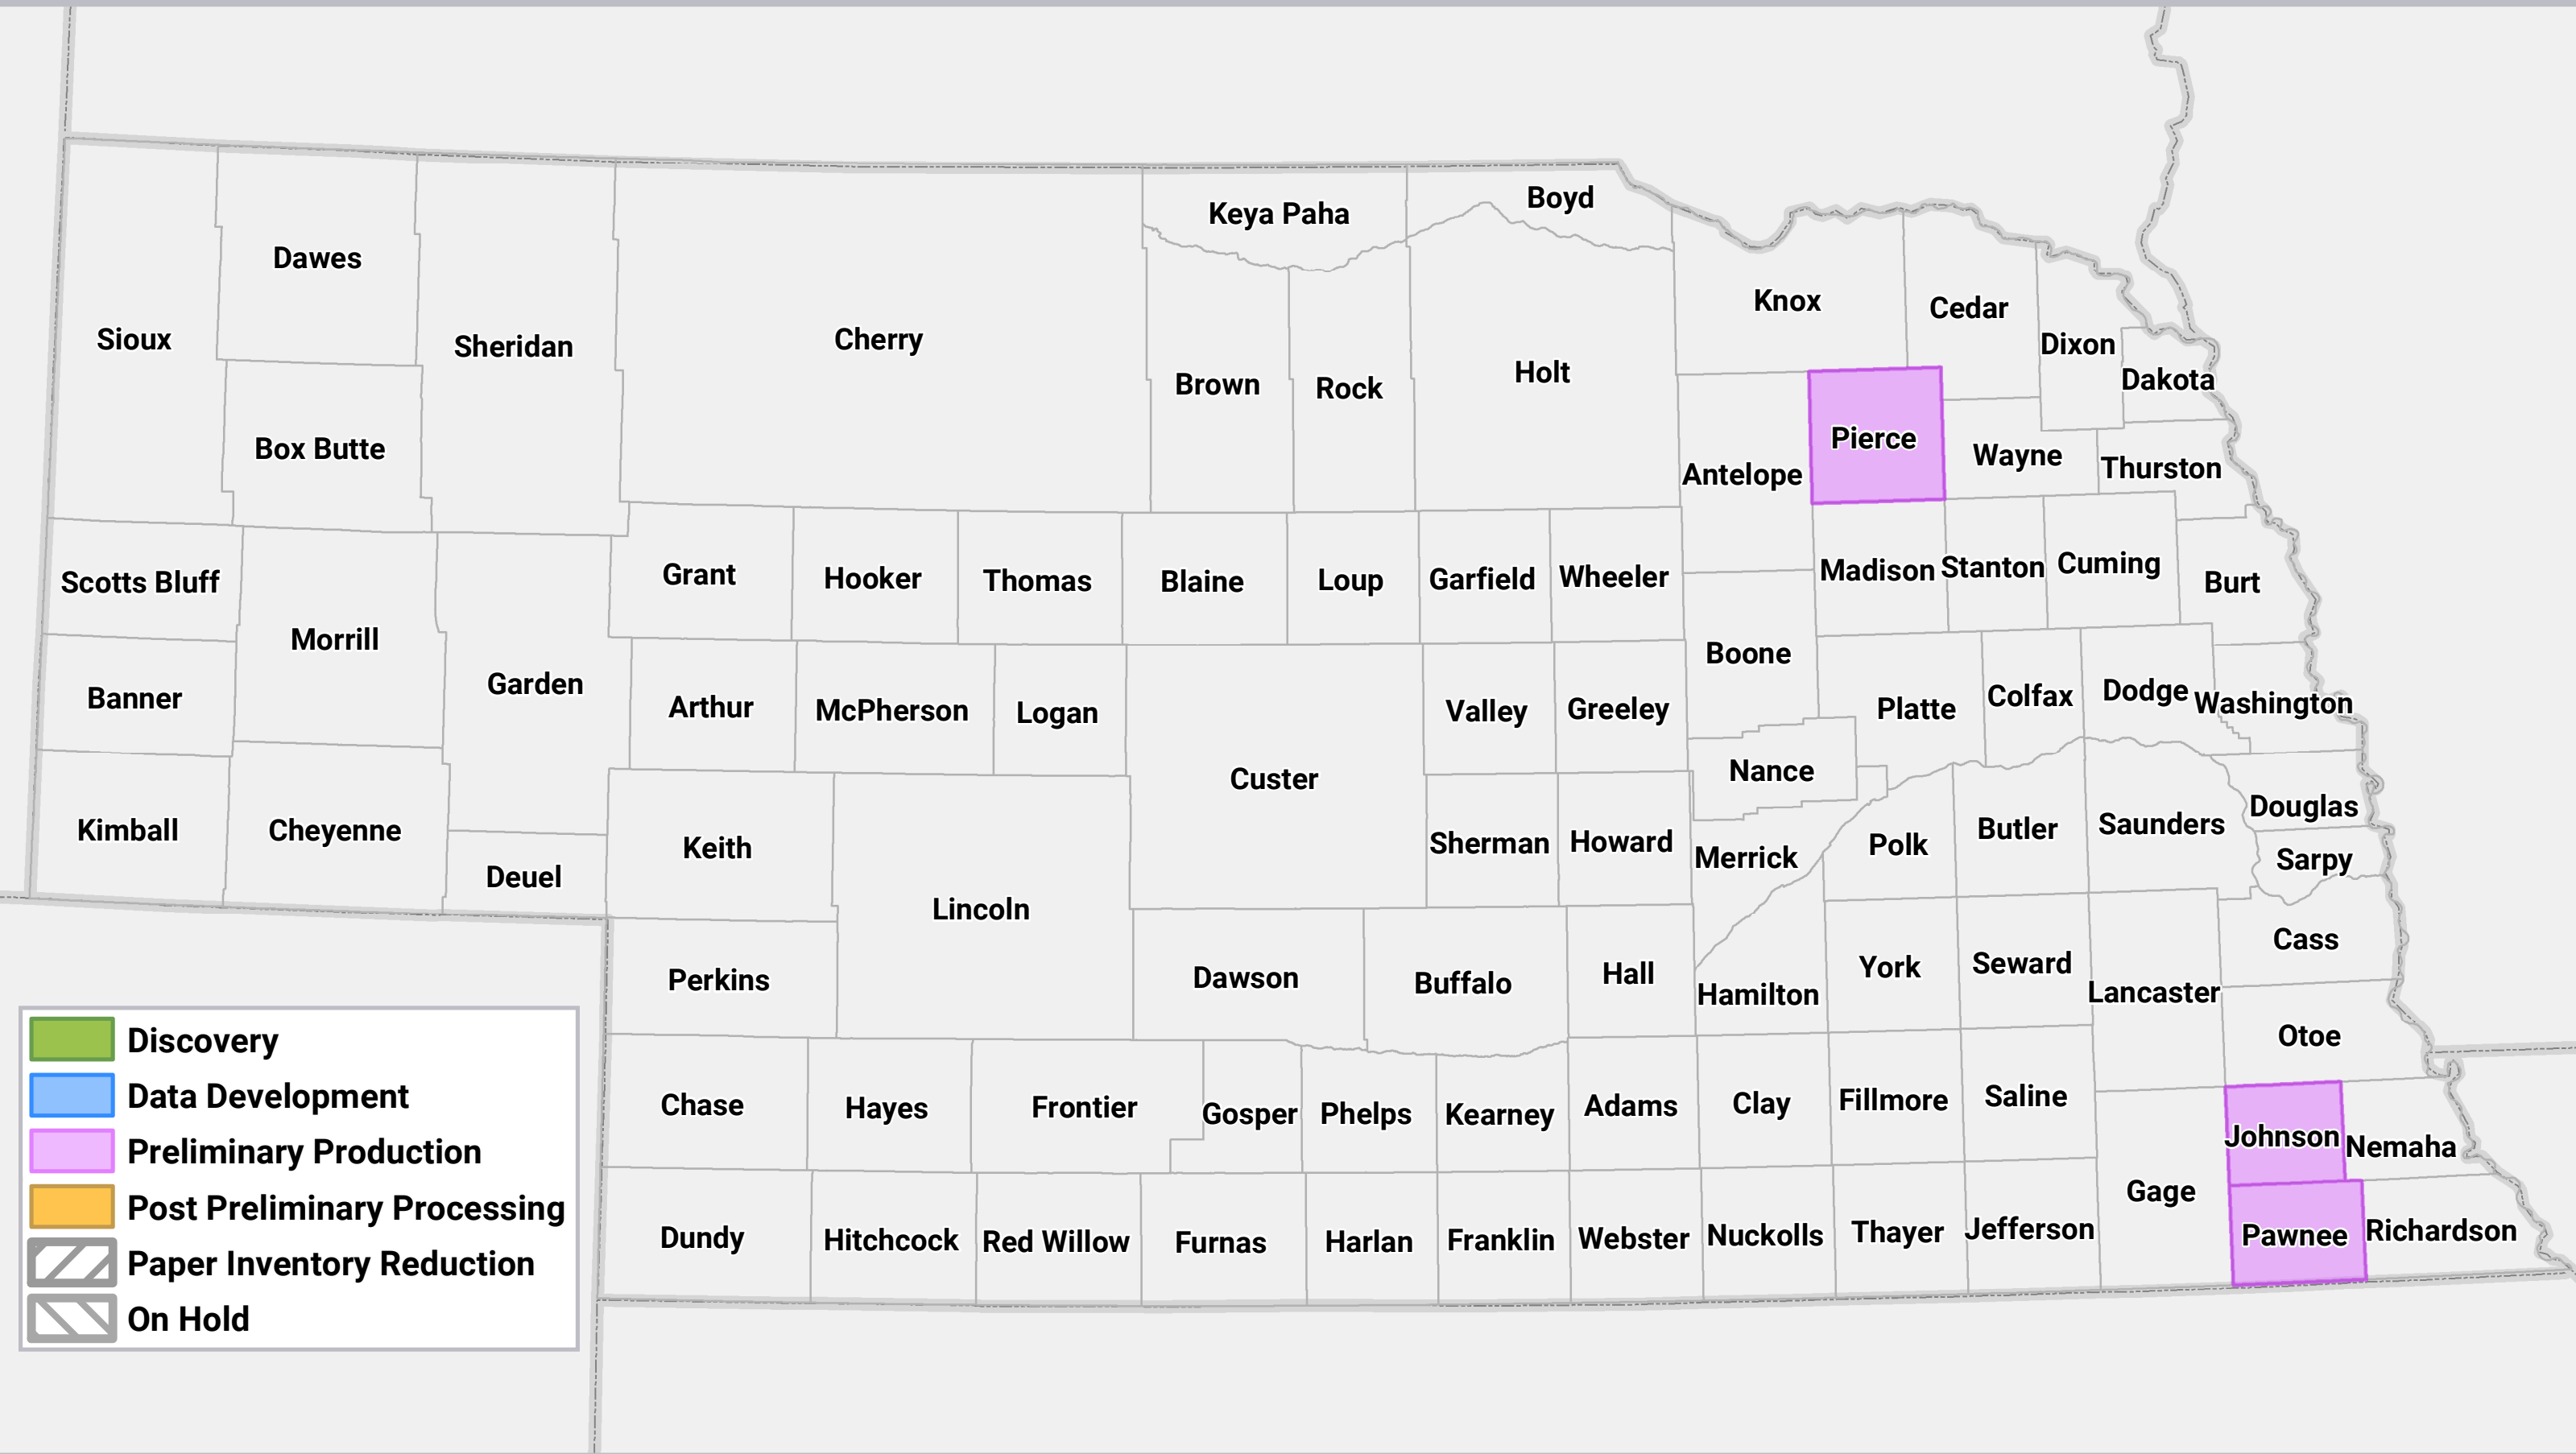 Keya Paha
Boyd
Dawes
Knox
Cedar
Sioux
Sheridan
Cherry
Dixon
Holt
Dakota
Brown
Rock
Box Butte
Pierce
Wayne
Antelope
Thurston
Scotts Bluff
Grant
Hooker
Thomas
Blaine
Loup
Garfield
Wheeler
Madison
Stanton
Cuming
Burt
Morrill
Boone
Banner
Garden
Arthur
McPherson
Logan
Valley
Greeley
Platte
Colfax
Dodge
Washington
Custer
Nance
Kimball
Cheyenne
Keith
Sherman
Howard
Merrick
Polk
Butler
Saunders
Douglas
Sarpy
Deuel
Lincoln
Cass
Perkins
Dawson
Buffalo
Hall
Hamilton
York
Seward
Lancaster
Otoe
Chase
Hayes
Frontier
Gosper
Phelps
Kearney
Adams
Clay
Fillmore
Saline
Johnson
Nemaha
Gage
Dundy
Hitchcock
Red Willow
Furnas
Harlan
Franklin
Webster
Nuckolls
Thayer
Jefferson
Pawnee
Richardson
Discovery
Data Development
Preliminary Production
Post Preliminary Processing
Paper Inventory Reduction
On Hold